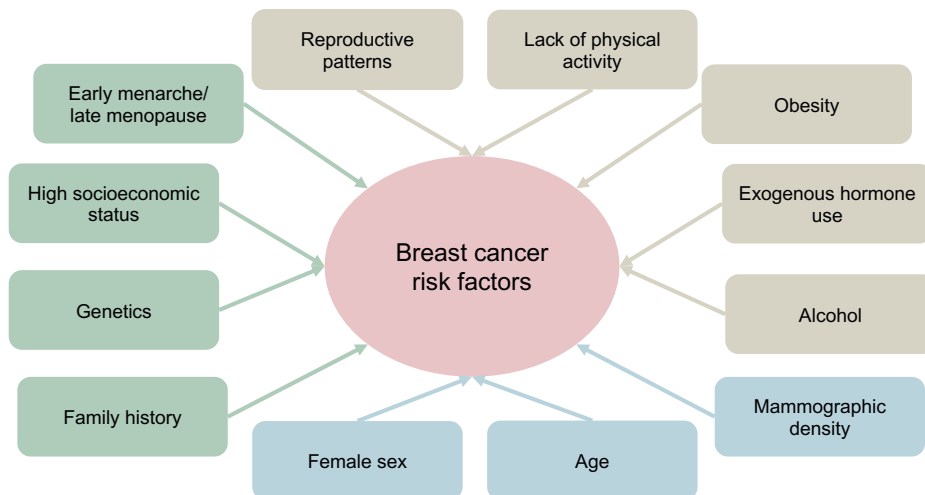 Reproductive
patterns
Lack of physical
activity
Early menarche/
late menopause
Obesity
High socioeconomic
status
Exogenous hormone
use
Breast cancer
risk factors
Genetics
Alcohol
Family history
Mammographic
density
Female sex
Age